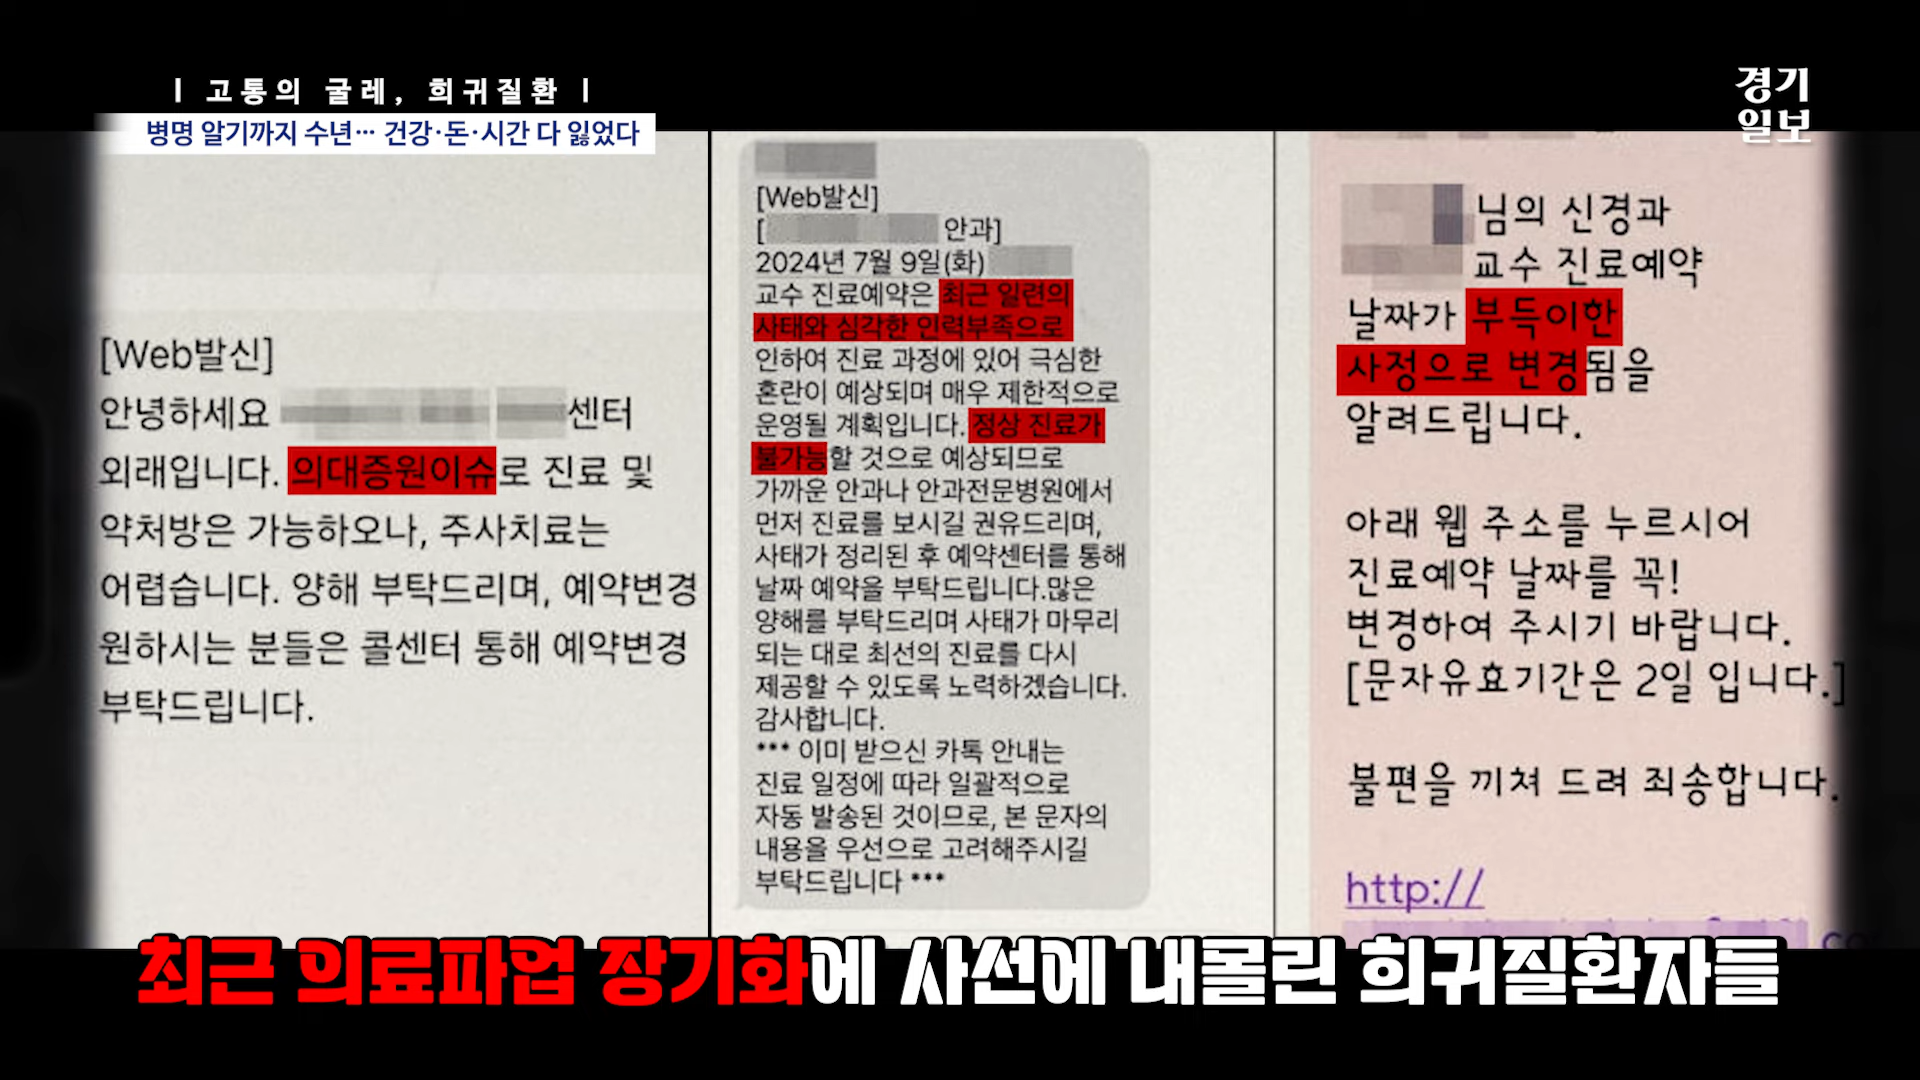 | 고통의 굴레, 희귀질환 |
병명 알기까지 수년… 건강·돈·시간 다 잃었다
경기
일보
[Web발신]
안녕하세요 센터
외래입니다. 의대증원이슈로 진료 및
약처방은 가능하오나, 주사치료는
어렵습니다. 양해 부탁드리며, 예약변경
원하시는 분들은 콜센터 통해 예약변경
부탁드립니다.
[Web발신]
[ 안과]
2024년 7월 9일(화)
교수 진료예약은 최근 일련의
사태와 심각한 인력부족으로
인하여 진료 과정에 있어 극심한
혼란이 예상되며 매우 제한적으로
운영될 계획입니다. 정상 진료가
불가능할 것으로 예상되므로
가까운 안과나 안과전문병원에서
먼저 진료를 보시길 권유드리며,
사태가 정리된 후 예약센터를 통해
날짜 예약을 부탁드립니다.많은
양해를 부탁드리며 사태가 마무리
되는 대로 최선의 진료를 다시
제공할 수 있도록 노력하겠습니다.
감사합니다.
*** 이미 받으신 카톡 안내는
진료 일정에 따라 일괄적으로
자동 발송된 것이므로, 본 문자의
내용을 우선으로 고려해주시길
부탁드립니다 ***
님의 신경과
교수 진료예약
날짜가 부득이한
사정으로 변경됨을
알려드립니다.
아래 웹 주소를 누르시어
진료예약 날짜를 꼭!
변경하여 주시기 바랍니다.
[문자유효기간은 2일 입니다.]
불편을 끼쳐 드려 죄송합니다.
http://
최근 의료파업 장기화에 사선에 내몰린 희귀질환자들